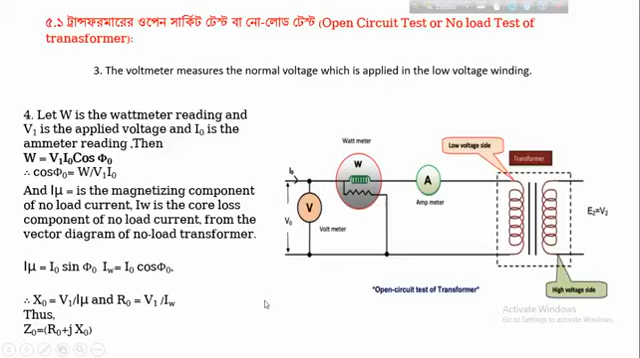 ৫.১ ট্রান্সফরমারের ওপেন সার্কিট টেস্ট বা নো-লোড টেস্ট (Open Circuit Test or No load Test of
tranasformer):
3. The voltmeter measures the normal voltage which is applied in the low voltage winding.
4. Let W is the wattmeter reading and
V₁ is the applied voltage and I₀ is the
ammeter reading ,Then
W = V₁I₀Cos Φ₀
∴ cosΦ₀= W/V₁I₀
And Iμ = is the magnetizing component
of no load current, Iw is the core loss
component of no load current, from the
vector diagram of no-load transformer.
Iμ = I₀ sin Φ₀ I_w= I₀ cosΦ₀.
∴ X₀ = V₁/Iμ and R₀ = V₁ /I_w
Thus,
Z₀=(R₀+j X₀)
Watt meter
Low voltage side
Transformer
I₀
W
A
Amp meter
V
V₀
Volt meter
E₂=V₂
High voltage side
"Open-circuit test of Transformer"
Activate Windows
Go to Settings to activate Windows.